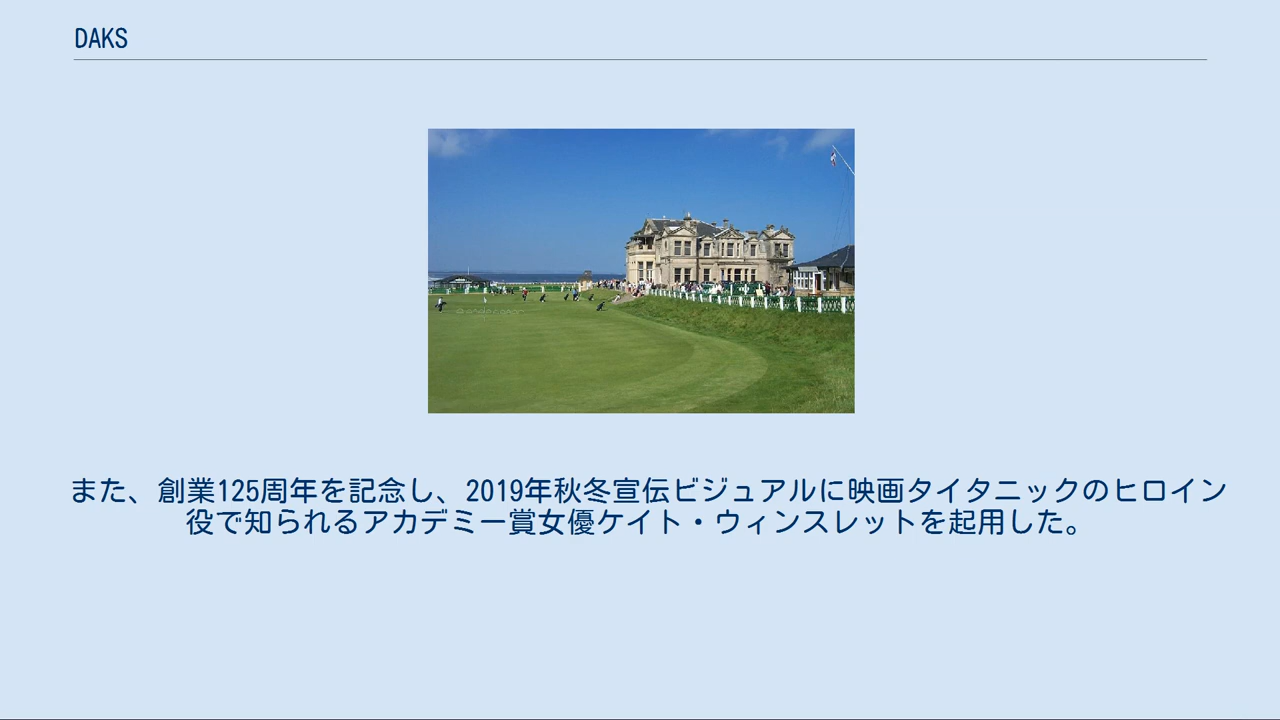 DAKS
また、創業125周年を記念し、2019年秋冬宣伝ビジュアルに映画タイタニックのヒロイン
役で知られるアカデミー賞女優ケイト・ウィンスレットを起用した。